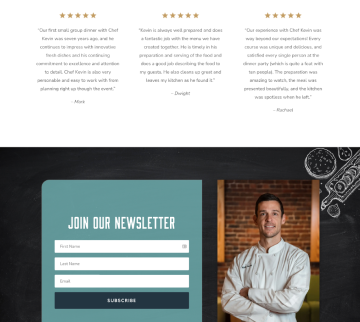 "Our first small group dinner with Chef
Kevin was seven years ago, and he
continues to impress with innovative
fresh dishes and his continued
commitment to excellence and attention
to detail. Chef Kevin is also very
personable and easy to work with from
planning right up through the event."
- Mark
"Kevin is always well prepared and does
a fantastic job with the menu we have
created together. He is timely in his
preparation and serving of the food and
does a good job describing the food to
my guests. He also cleans up great and
leaves my kitchen as he found it."
- Dwight
"Our experience with Chef Kevin was
way beyond our expectations! Every
course was unique and delicious, and
satisfied every single person at the
dinner party (which is quite a feat with
ten people). The preparation was
amazing to watch, the meal was
presented beautifully, and the kitchen
was spotless when he left."
- Rachael
JOIN OUR NEWSLETTER
First Name
Last Name
Email
SUBSCRIBE